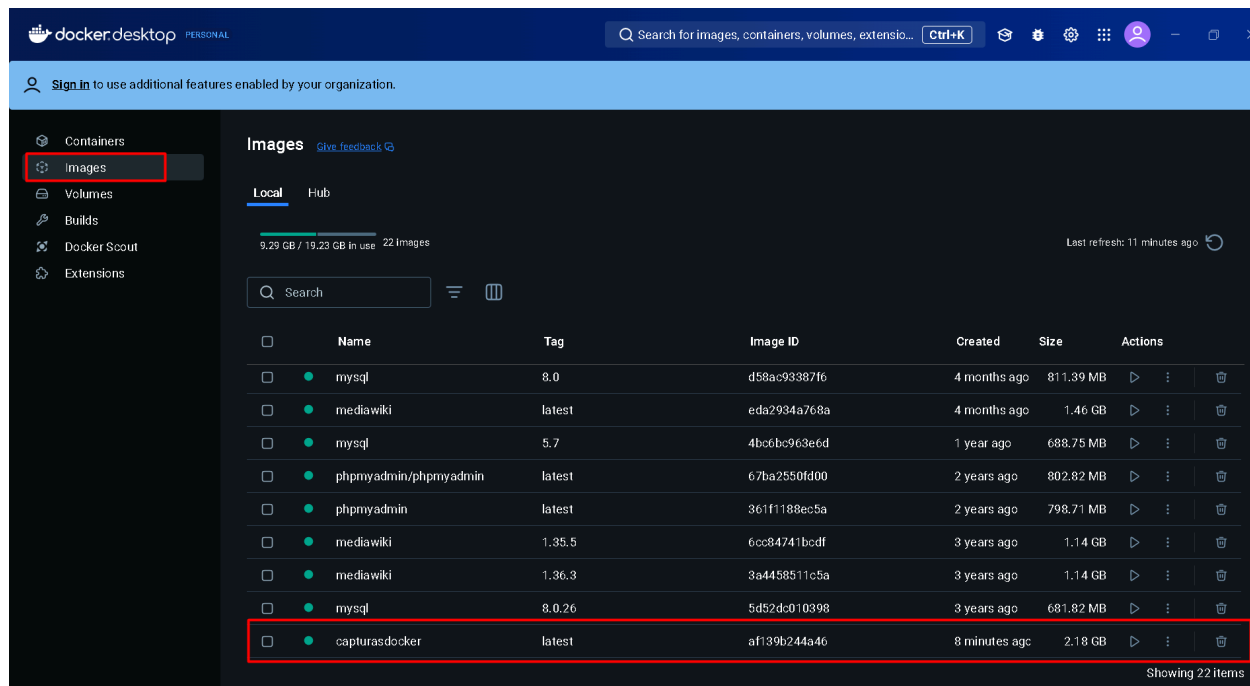 docker.desktop PERSONAL Search for images, containers, volumes, extensio... Ctrl+K
Sign in to use additional features enabled by your organization.
Containers
Images
Volumes
Builds
Docker Scout
Extensions
Images Give feedback
Local Hub
9.29 GB / 19.23 GB in use 22 images Last refresh: 11 minutes ago
Search
Name Tag Image ID Created Size Actions
mysql 8.0 d58ac93387f6 4 months ago 811.39 MB
mediawiki latest eda2934a768a 4 months ago 1.46 GB
mysql 5.7 4bc6bc963e6d 1 year ago 688.75 MB
phpmyadmin/phpmyadmin latest 67ba2550fd00 2 years ago 802.82 MB
phpmyadmin latest 361f1188ec5a 2 years ago 798.71 MB
mediawiki 1.35.5 6cc84741bcdf 3 years ago 1.14 GB
mediawiki 1.36.3 3a4458511c5a 3 years ago 1.14 GB
mysql 8.0.26 5d52dc010398 3 years ago 681.82 MB
capturasdocker latest af139b244a46 8 minutes ago 2.18 GB
Showing 22 items